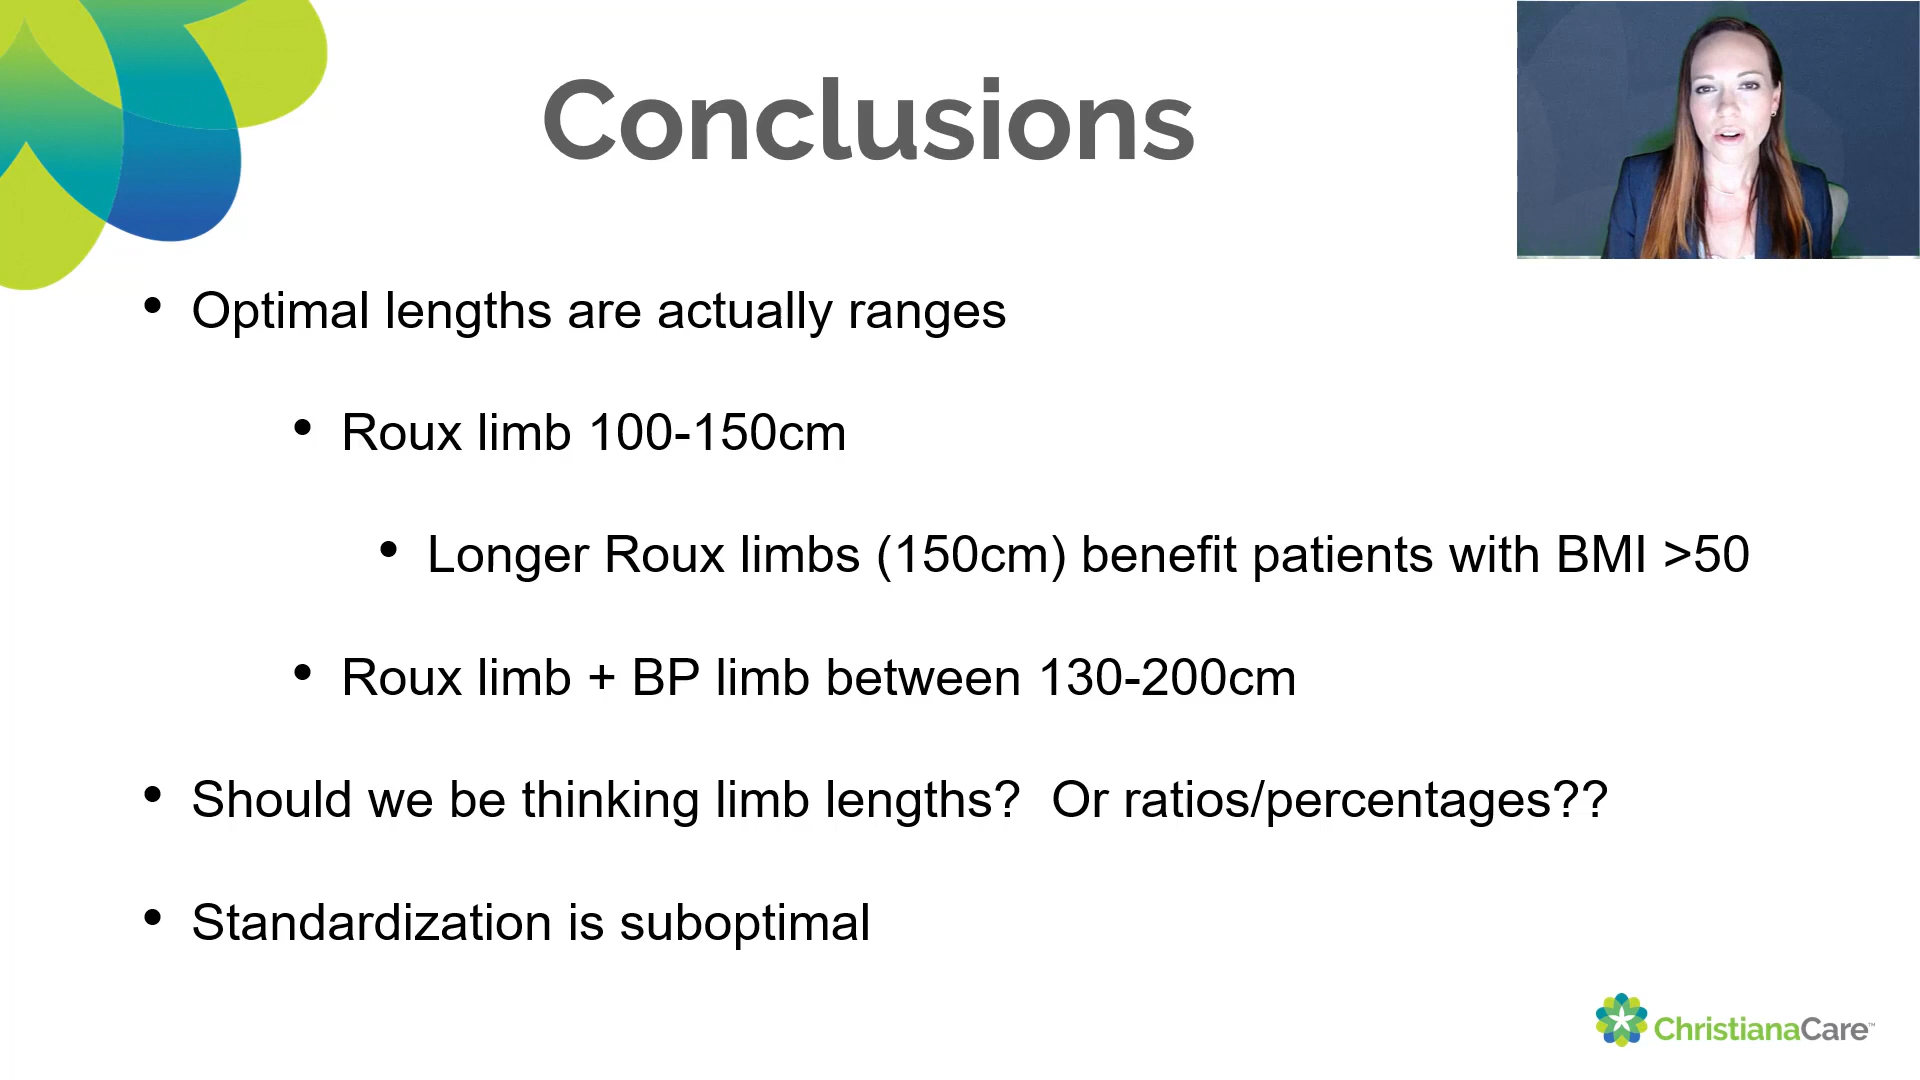 Conclusions
• Optimal lengths are actually ranges
• Roux limb 100-150cm
• Longer Roux limbs (150cm) benefit patients with BMI >50
• Roux limb + BP limb between 130-200cm
• Should we be thinking limb lengths?  Or ratios/percentages??
• Standardization is suboptimal
ChristianaCare™